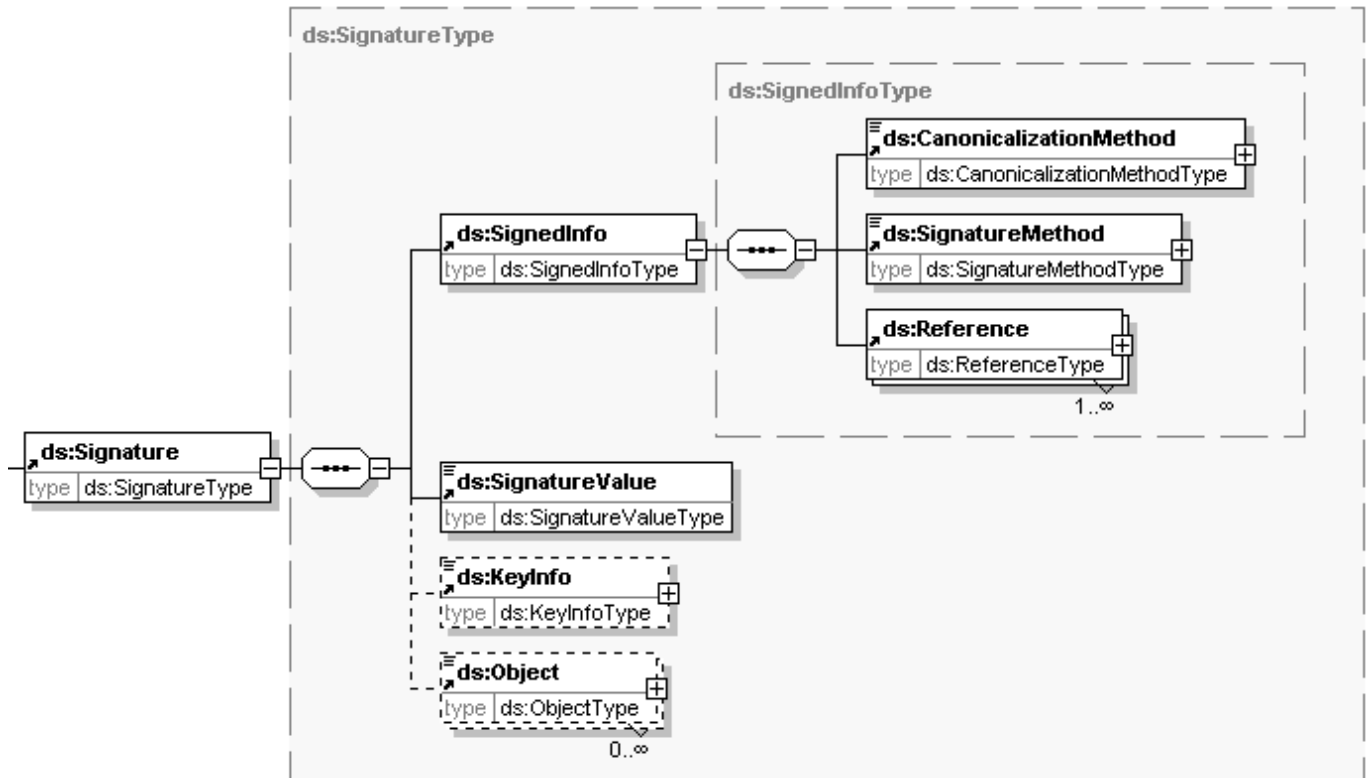 ds:SignatureType
ds:SignedInfoType
ds:CanonicalizationMethod
type ds:CanonicalizationMethodType
ds:SignedInfo
type ds:SignedInfoType
ds:SignatureMethod
type ds:SignatureMethodType
ds:Reference
type ds:ReferenceType
1..∞
ds:Signature
type ds:SignatureType
ds:SignatureValue
type ds:SignatureValueType
ds:KeyInfo
type ds:KeyInfoType
ds:Object
type ds:ObjectType
0..∞